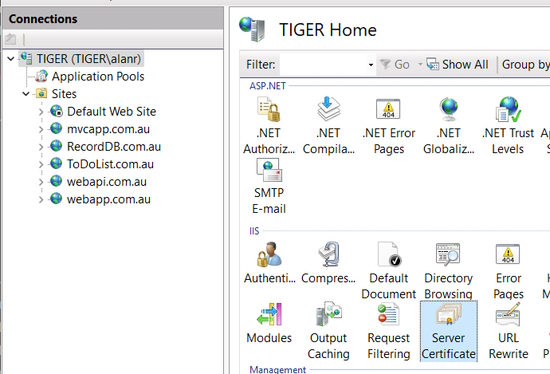 Connections
TIGER (TIGER\alanr)
Application Pools
Sites
Default Web Site
mvcapp.com.au
RecordDB.com.au
ToDoList.com.au
webapi.com.au
webapp.com.au
TIGER Home
Filter: Go Show All Group by
ASP.NET
.NET Authoriz... .NET Compila... .NET Error Pages .NET Globaliz... .NET Trust Levels
SMTP E-mail
IIS
Authenti... Compres... Default Document Directory Browsing Error Pages
Modules Output Caching Request Filtering Server Certificate URL Rewrite
Management